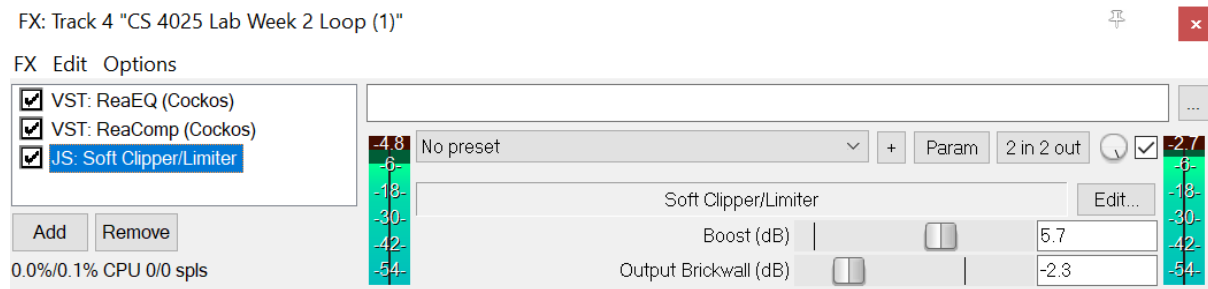 FX: Track 4 "CS 4025 Lab Week 2 Loop (1)"
FX Edit Options
VST: ReaEQ (Cockos)
VST: ReaComp (Cockos)
JS: Soft Clipper/Limiter
Add Remove
0.0%/0.1% CPU 0/0 spls
...
-4.8 No preset + Param 2 in 2 out -2.7
-6- -6-
-18- Soft Clipper/Limiter Edit... -18-
-30- Boost (dB) 5.7 -30-
-42- -42-
-54- Output Brickwall (dB) -2.3 -54-